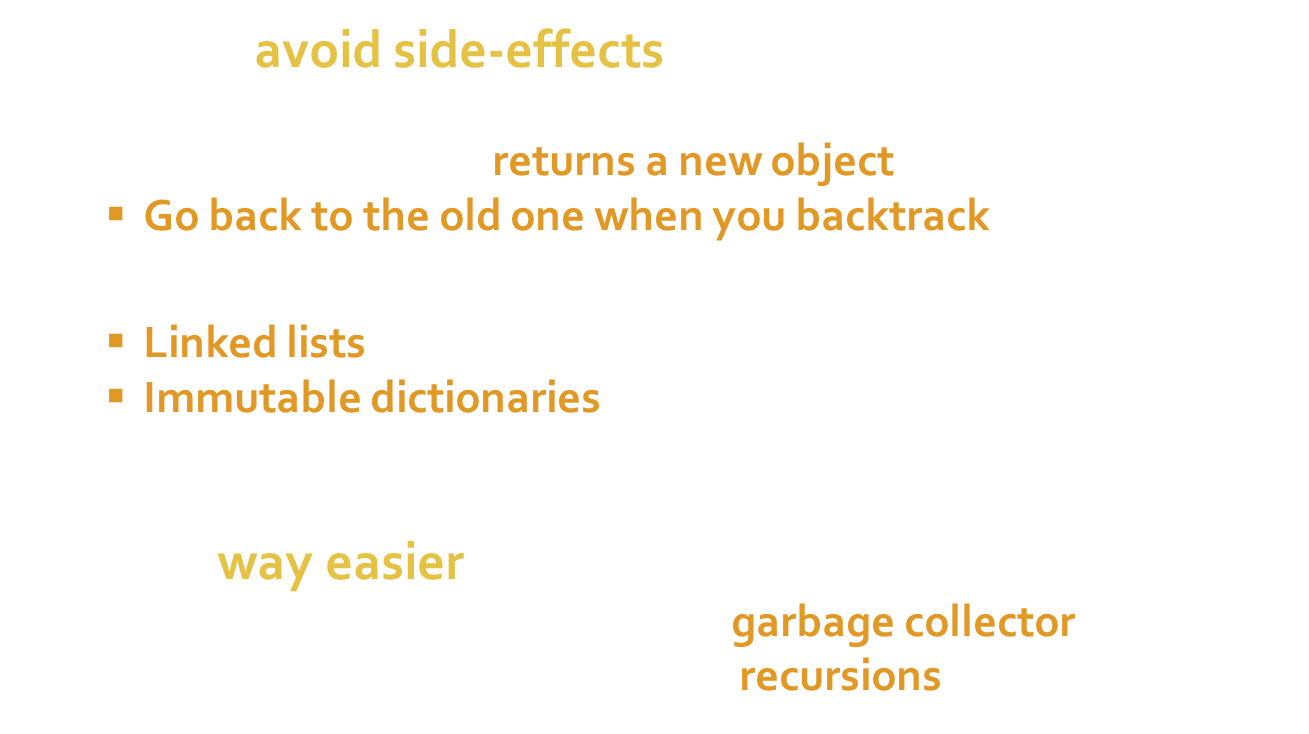 avoid side-effects
returns a new object
▪ Go back to the old one when you backtrack
▪ Linked lists
▪ Immutable dictionaries
way easier
garbage collector
recursions